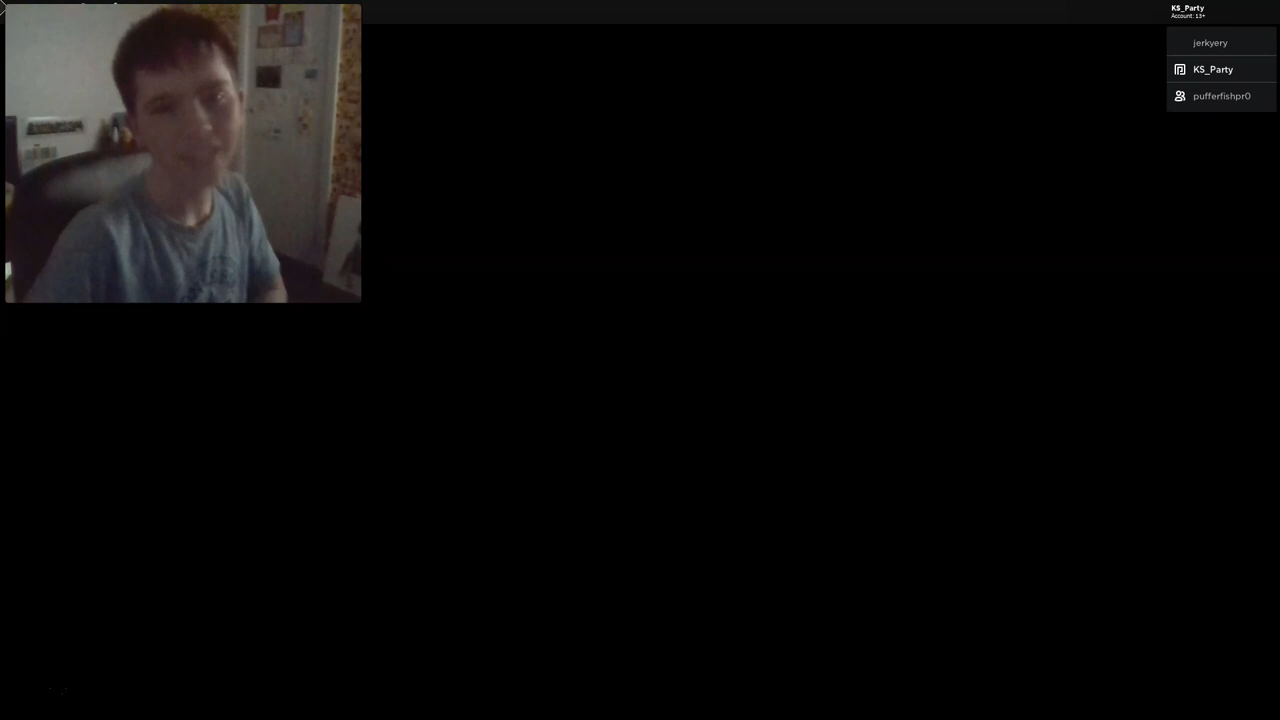 KS_Party
Account: 13+
jerkyery
KS_Party
pufferfishpr0